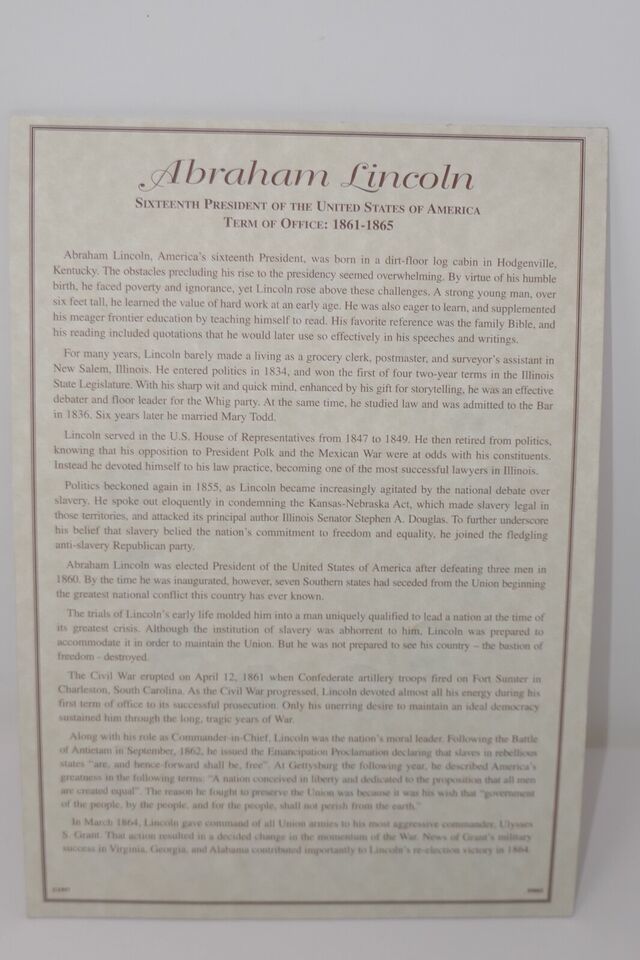 Abraham Lincoln
SIXTEENTH PRESIDENT OF THE UNITED STATES OF AMERICA
TERM OF OFFICE: 1861-1865
Abraham Lincoln, America's sixteenth President, was born in a dirt-floor log cabin in Hodgenville,
Kentucky. The obstacles precluding his rise to the presidency seemed overwhelming. By virtue of his humble
birth, he faced poverty and ignorance, yet Lincoln rose above these challenges. A strong young man, over
six feet tall, he learned the value of hard work at an early age. He was also eager to learn, and supplemented
his meager frontier education by teaching himself to read. His favorite reference was the family Bible, and
his reading included quotations that he would later use so effectively in his speeches and writings.
For many years, Lincoln barely made a living as a grocery clerk, postmaster, and surveyor's assistant in
New Salem, Illinois. He entered politics in 1834, and won the first of four two-year terms in the Illinois
State Legislature. With his sharp wit and quick mind, enhanced by his gift for storytelling, he was an effective
debater and floor leader for the Whig party. At the same time, he studied law and was admitted to the Bar
in 1836. Six years later he married Mary Todd.
Lincoln served in the U.S. House of Representatives from 1847 to 1849. He then retired from politics,
knowing that his opposition to President Polk and the Mexican War were at odds with his constituents.
Instead he devoted himself to his law practice, becoming one of the most successful lawyers in Illinois.
Politics beckoned again in 1855, as Lincoln became increasingly agitated by the national debate over
slavery. He spoke out eloquently in condemning the Kansas-Nebraska Act, which made slavery legal in
those territories, and attacked its principal author Illinois Senator Stephen A. Douglas. To further underscore
his belief that slavery belied the nation's commitment to freedom and equality, he joined the fledgling
anti-slavery Republican party.
Abraham Lincoln was elected President of the United States of America after defeating three men in
1860. By the time he was inaugurated, however, seven Southern states had seceded from the Union beginning
the greatest national conflict this country has ever known.
The trials of Lincoln's early life molded him into a man uniquely qualified to lead a nation at the time of
its greatest crisis. Although the institution of slavery was abhorrent to him, Lincoln was prepared to
accommodate it in order to maintain the Union. But he was not prepared to see his country – the bastion of
freedom – destroyed.
The Civil War erupted on April 12, 1861 when Confederate artillery troops fired on Fort Sumter in
Charleston, South Carolina. As the Civil War progressed, Lincoln devoted almost all his energy during his
first term of office to its successful prosecution. Only his unerring desire to maintain an ideal democracy
sustained him through the long, tragic years of War.
Along with his role as Commander-in-Chief, Lincoln was the nation's moral leader. Following the Battle
of Antietam in September, 1862, he issued the Emancipation Proclamation declaring that slaves in rebellious
states "are, and hence-forward shall be, free". At Gettysburg the following year, he described America's
greatness in the following terms: "A nation conceived in liberty and dedicated to the proposition that all men
are created equal". The reason he fought to preserve the Union was because it was his wish that "government
of the people, by the people, and for the people, shall not perish from the earth."
In March 1864, Lincoln gave command of all Union armies to his most aggressive commander, Ulysses
S. Grant. That action resulted in a decided change in the momentum of the War. News of Grant's military
success in Virginia, Georgia, and Alabama contributed importantly to Lincoln's re-election victory in 1864.